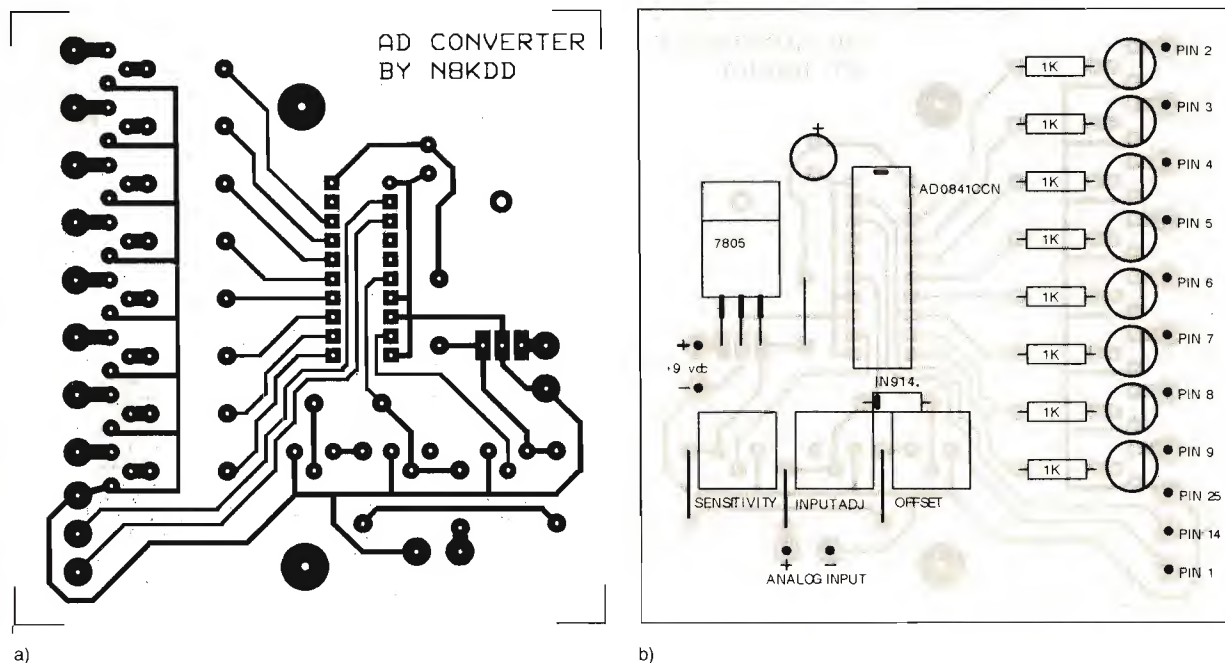 AD CONVERTER
BY N8KDD
PIN 2
1K
PIN 3
1K
+
PIN 4
1K
AD0841CCN
PIN 5
7805
1K
PIN 6
1K
PIN 7
+
1K
+9 vdc
−
IN914.
PIN 8
1K
PIN 9
1K
SENSITIVITY
INPUT ADJ
OFFSET
PIN 25
PIN 14
+ −
ANALOG INPUT
PIN 1
a)
b)